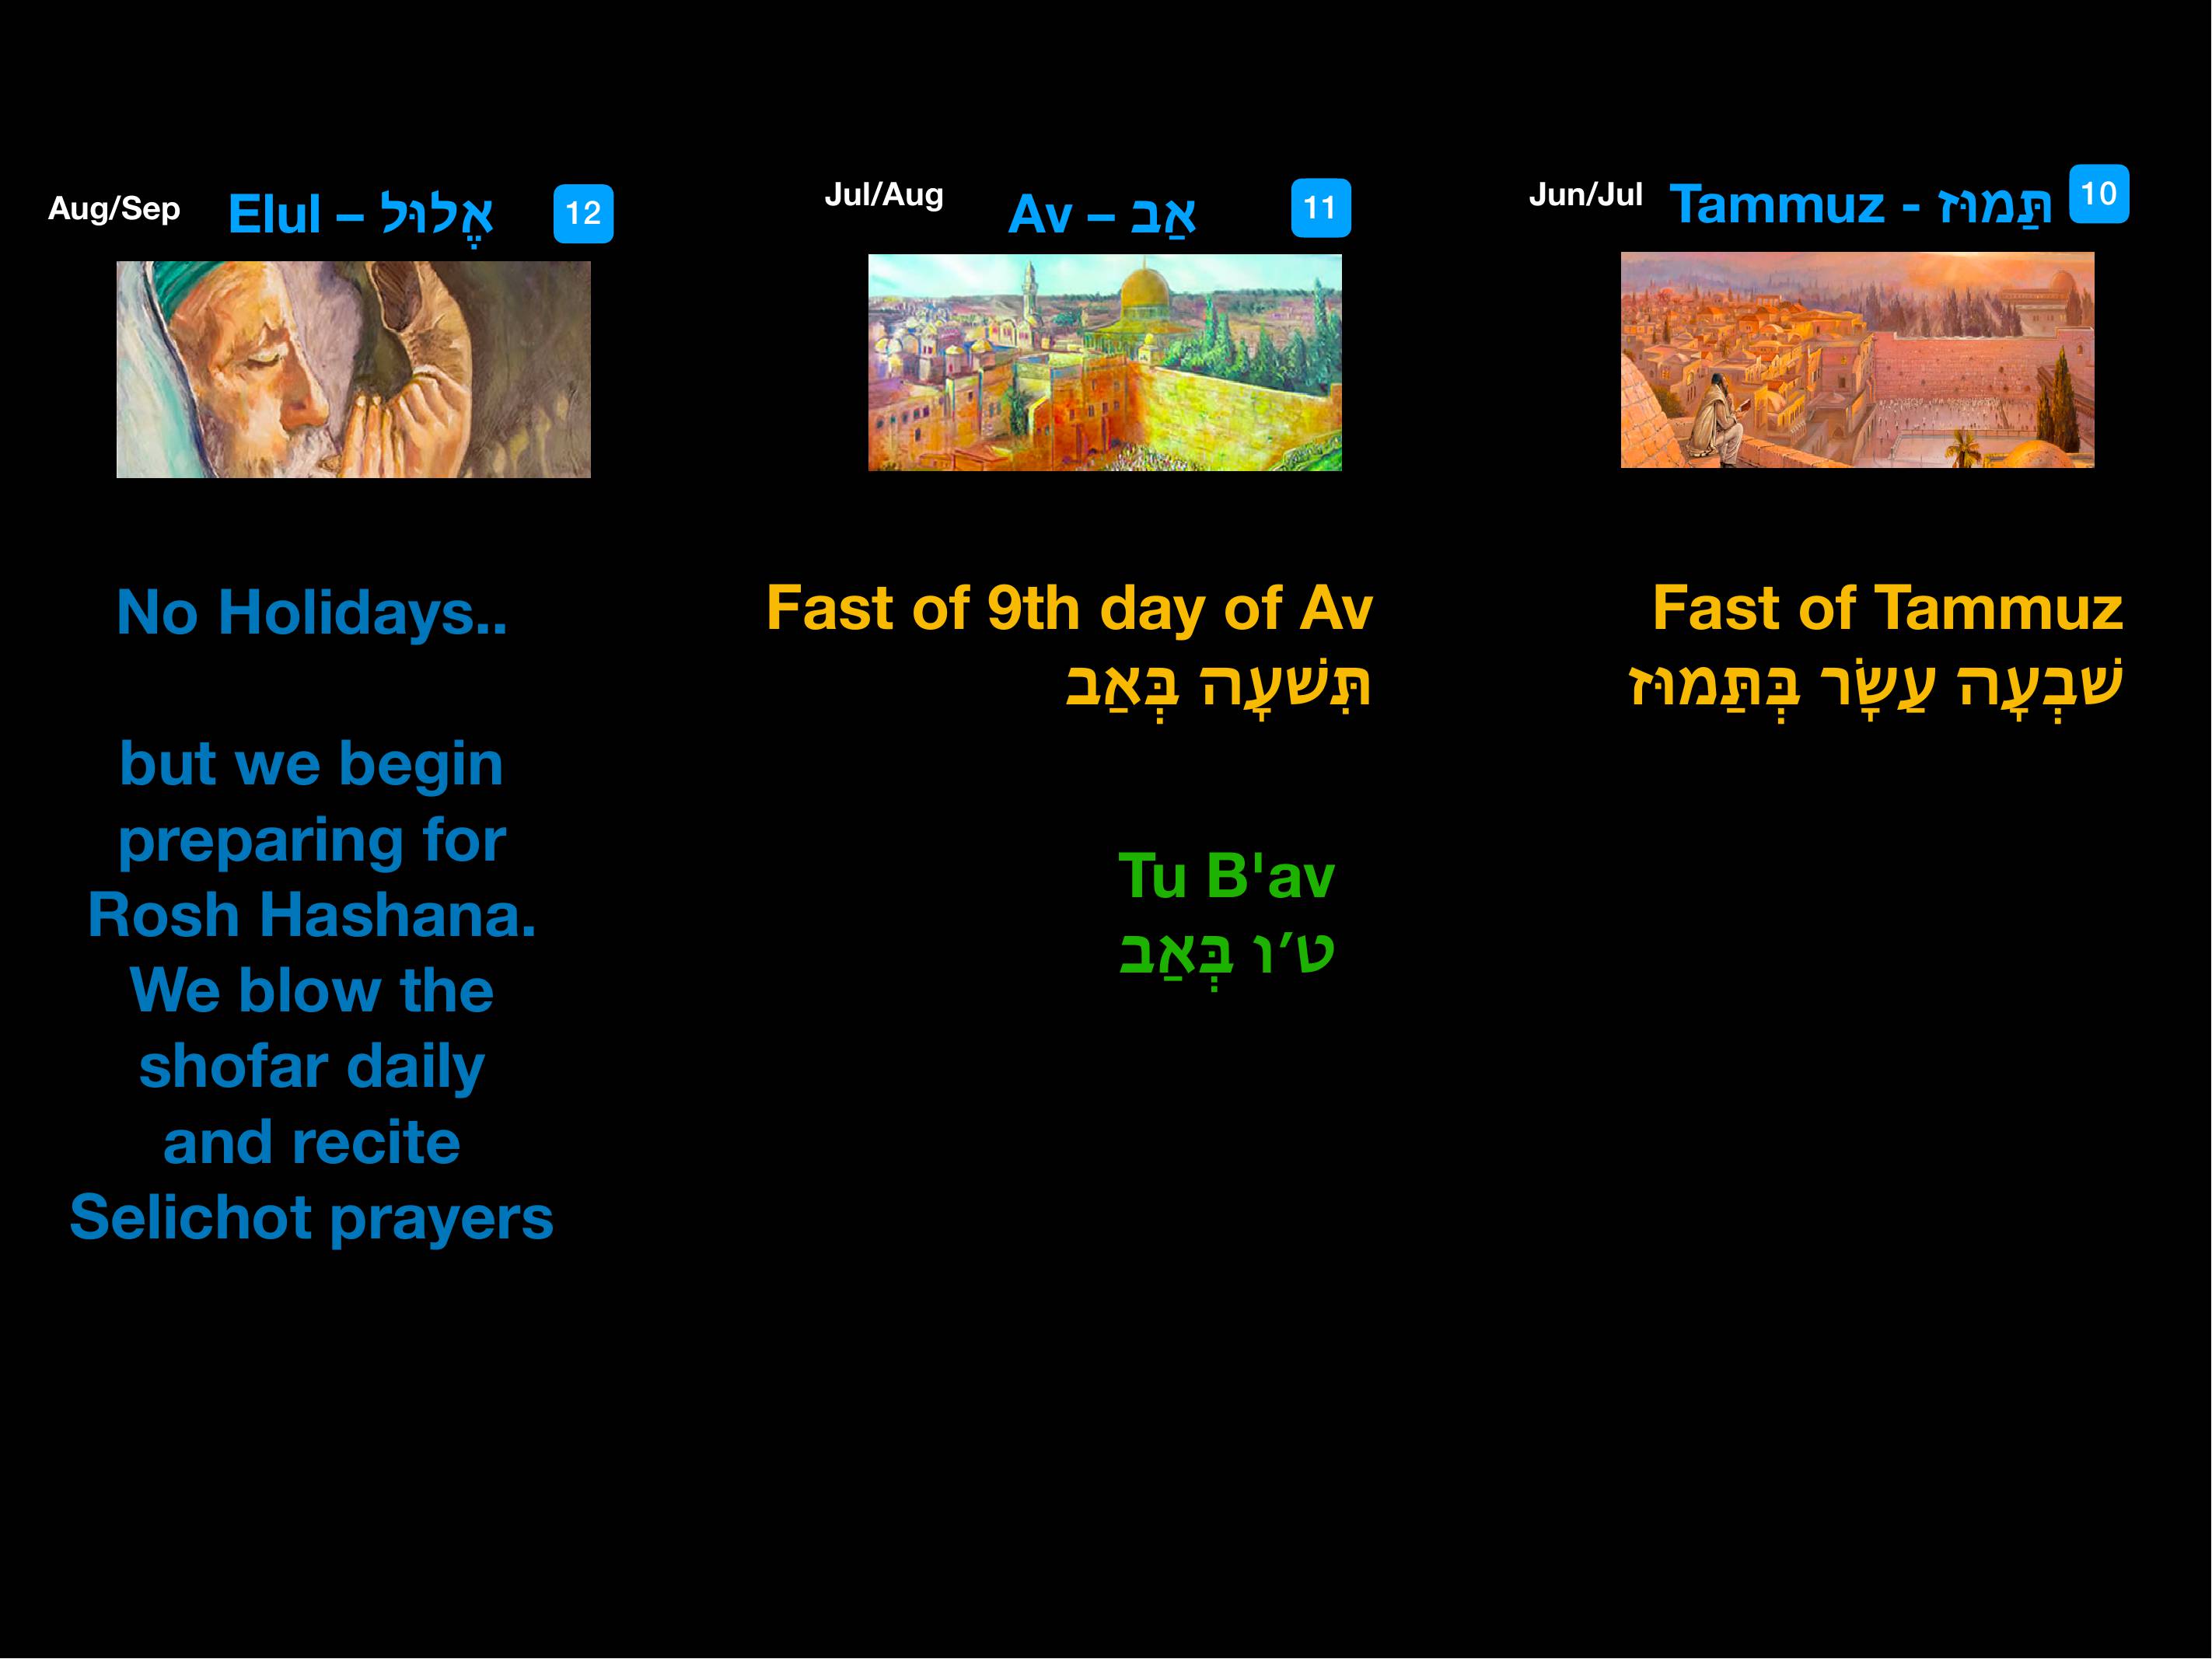 Aug/Sep
Elul – אֱלוּל
12
No Holidays..
but we begin
preparing for
Rosh Hashana.
We blow the
shofar daily
and recite
Selichot prayers
Jul/Aug
Av – אַב
11
Fast of 9th day of Av
תִּשׁעָה בְּאַב
Tu B'av
ט׳ו בְּאַב
Jun/Jul
Tammuz - תַּמוּז
10
Fast of Tammuz
שִׁבְעָה עַשָׂר בְּתַּמוּז